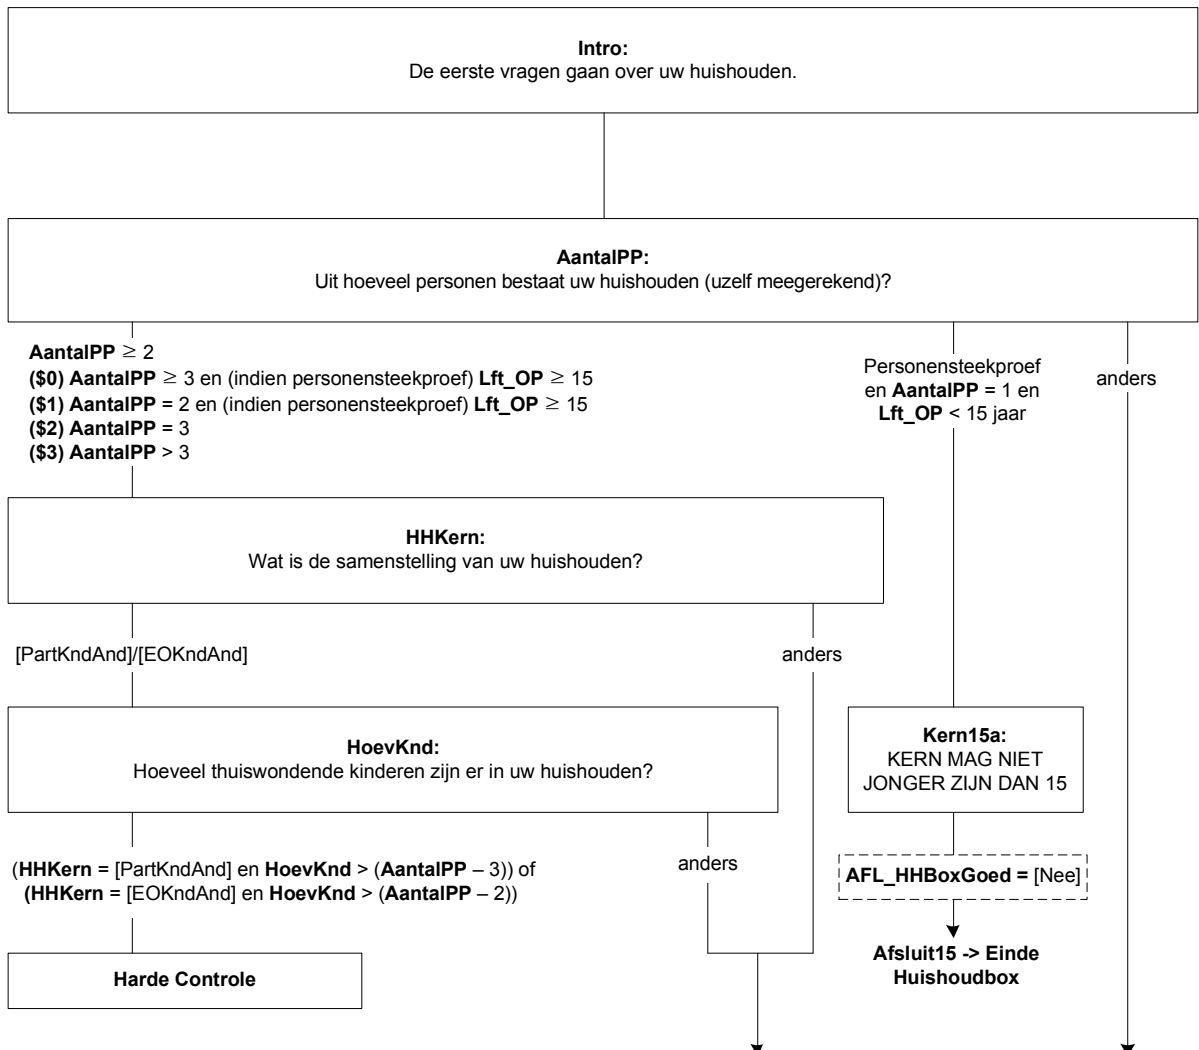 Intro:
De eerste vragen gaan over uw huishouden.
AantalPP:
Uit hoeveel personen bestaat uw huishouden (uzelf meegerekend)?
AantalPP ≥ 2
($0) AantalPP ≥ 3 en (indien personensteekproef) Lft_OP ≥ 15
($1) AantalPP = 2 en (indien personensteekproef) Lft_OP ≥ 15
($2) AantalPP = 3
($3) AantalPP > 3
Personensteekproef
en AantalPP = 1 en
Lft_OP < 15 jaar
anders
HHKern:
Wat is de samenstelling van uw huishouden?
[PartKndAnd]/[EOKndAnd]
anders
HoevKnd:
Hoeveel thuiswondende kinderen zijn er in uw huishouden?
Kern15a:
KERN MAG NIET
JONGER ZIJN DAN 15
(HHKern = [PartKndAnd] en HoevKnd > (AantalPP – 3)) of
(HHKern = [EOKndAnd] en HoevKnd > (AantalPP – 2))
anders
AFL_HHBoxGoed = [Nee]
Harde Controle
Afsluit15 -> Einde
Huishoudbox